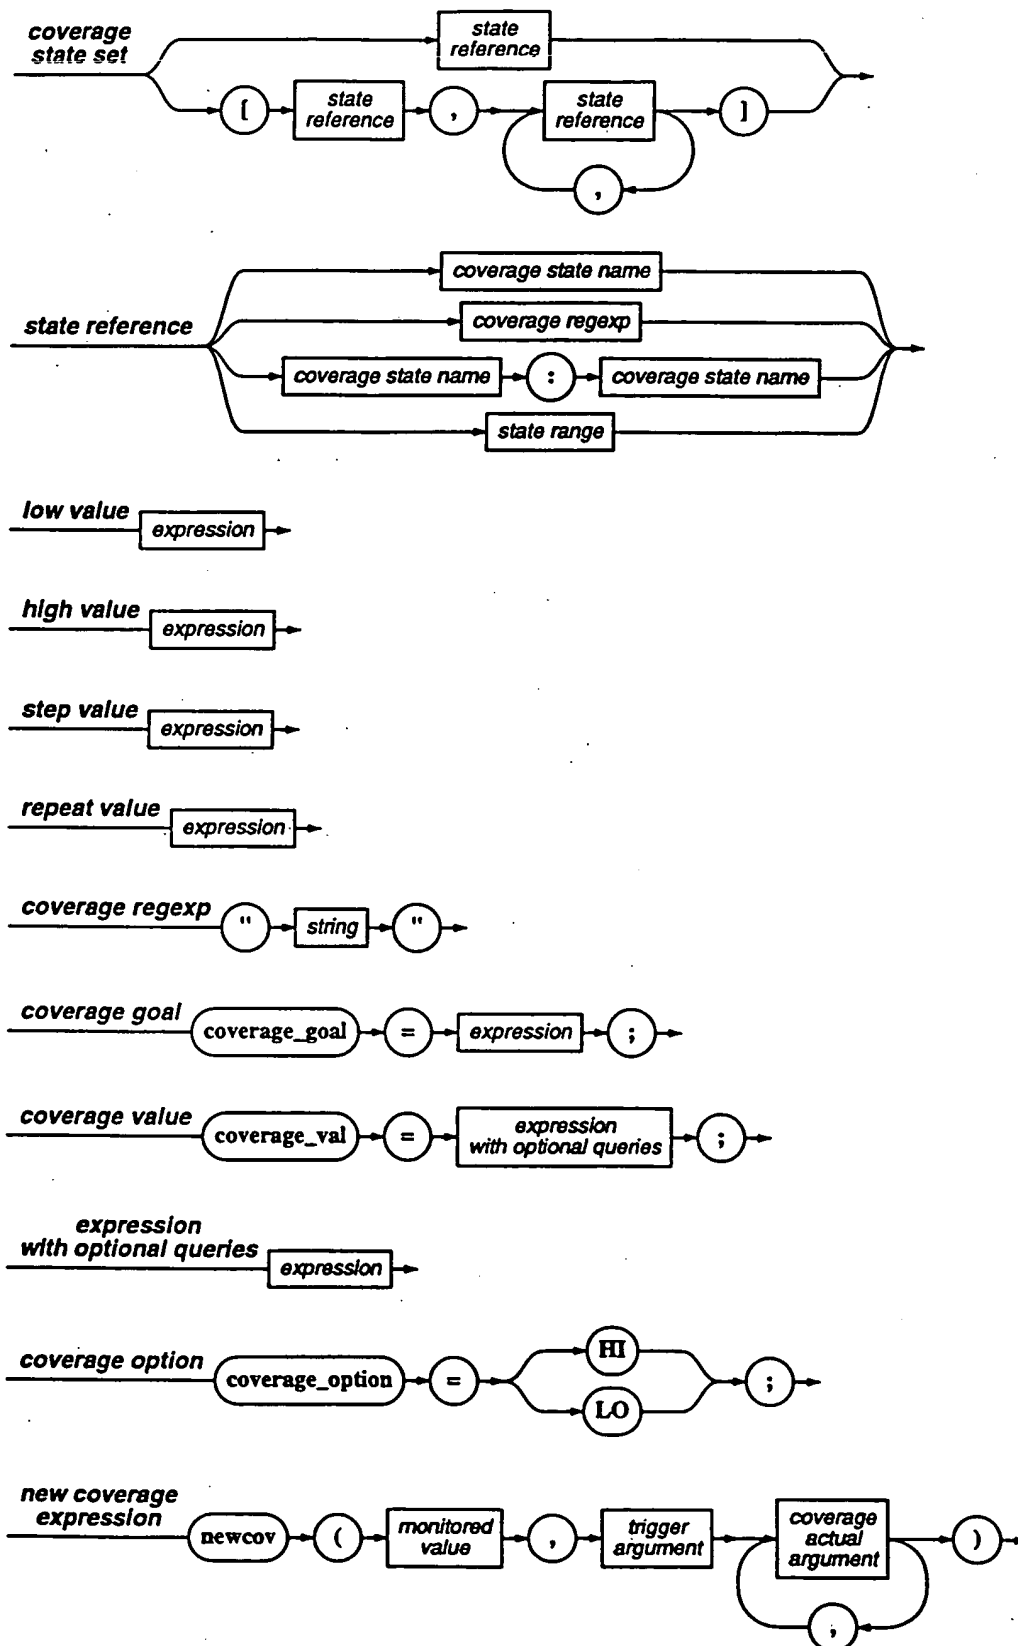 coverage
state set
state
reference
[
state
reference
,
state
reference
]
,
state reference
coverage state name
coverage regexp
coverage state name
:
coverage state name
state range
low value
expression
high value
expression
step value
expression
repeat value
expression
coverage regexp
"
string
"
coverage goal
coverage_goal
=
expression
;
coverage value
coverage_val
=
expression
with optional queries
;
expression
with optional queries
expression
coverage option
coverage_option
=
HI
LO
;
new coverage
expression
newcov
(
monitored
value
,
trigger
argument
coverage
actual
argument
)
,